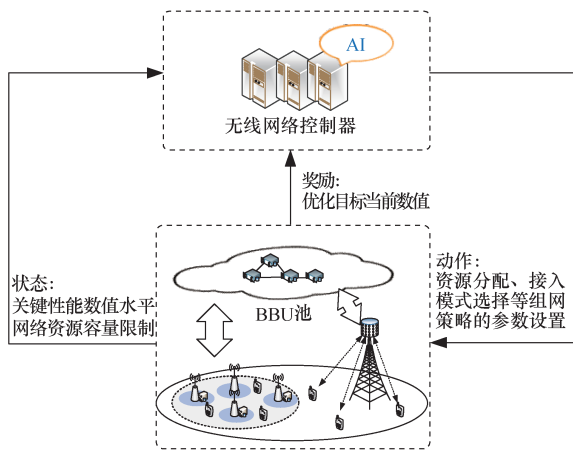 AI
无线网络控制器
奖励:
优化目标当前数值
状态:
关键性能数值水平
网络资源容量限制
BBU池
动作:
资源分配、接入
模式选择等组网
策略的参数设置